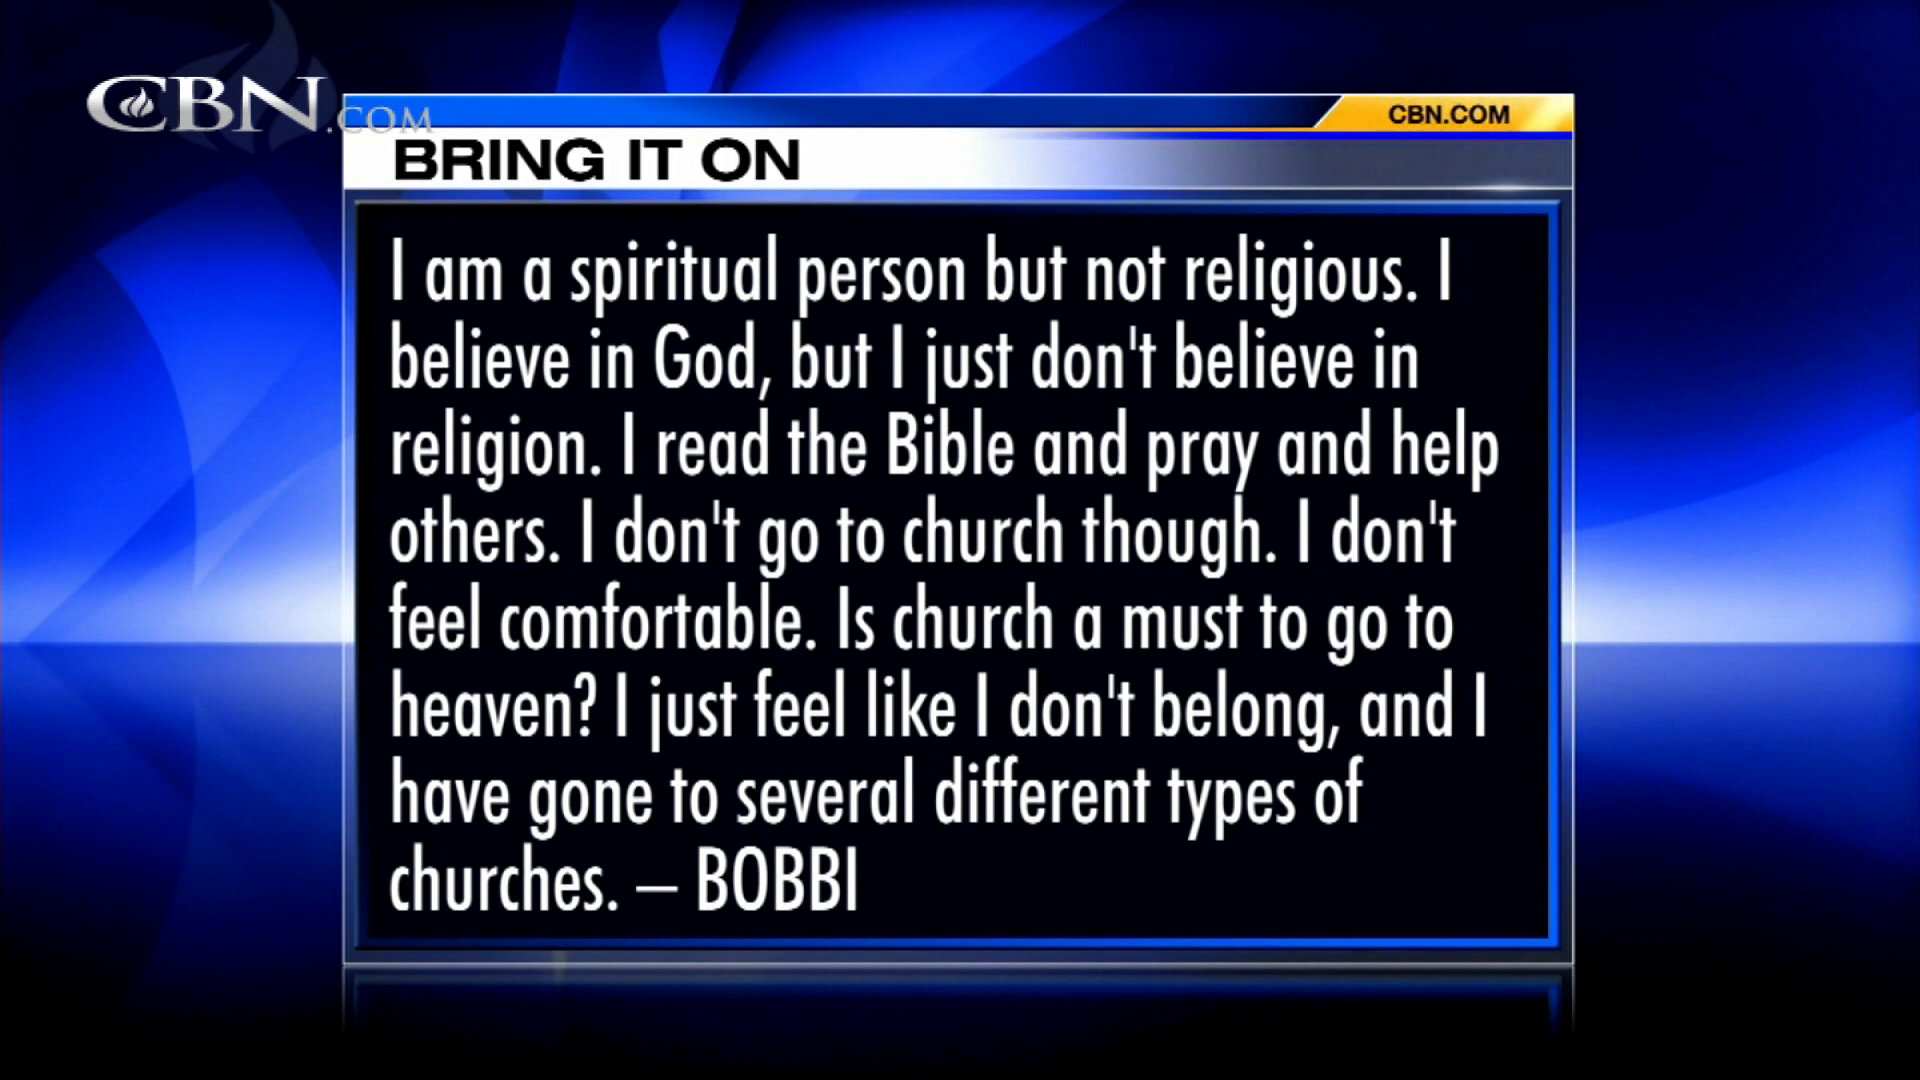 CBN.COM
CBN.COM
BRING IT ON
I am a spiritual person but not religious. I
believe in God, but I just don't believe in
religion. I read the Bible and pray and help
others. I don't go to church though. I don't
feel comfortable. Is church a must to go to
heaven? I just feel like I don't belong, and I
have gone to several different types of
churches. – BOBBI